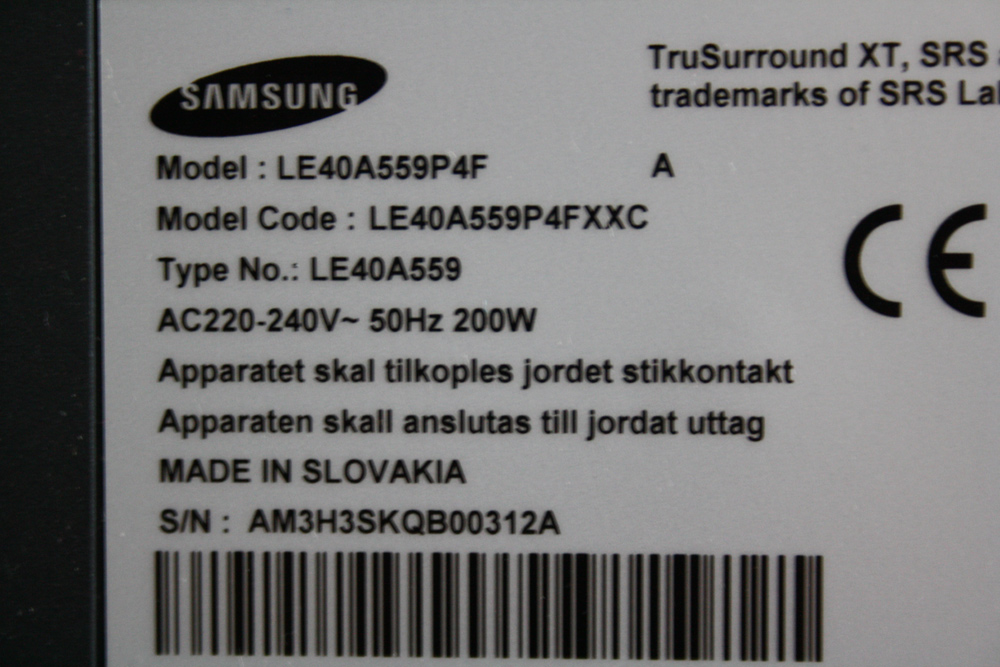 SAMSUNG
TruSurround XT, SRS
trademarks of SRS
Model : LE40A559P4F A
Model Code : LE40A559P4FXXC
Type No.: LE40A559
AC220-240V~ 50Hz 200W
Apparatet skal tilkoples jordet stikkontakt
Apparaten skall anslutas till jordat uttag
MADE IN SLOVAKIA
S/N : AM3H3SKQB00312A
CE